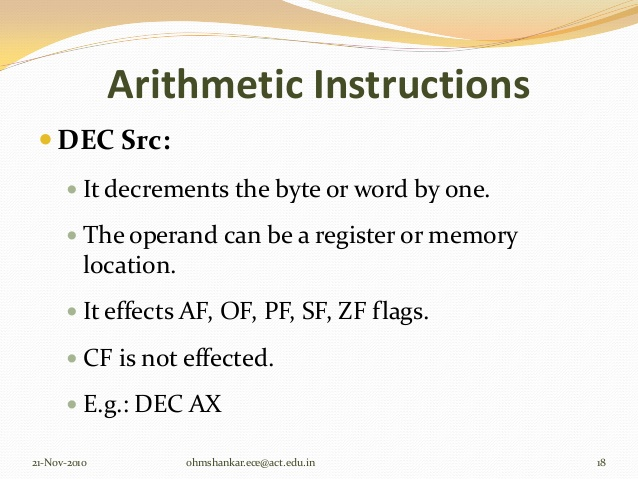 Arithmetic Instructions
DEC Src:
It decrements the byte or word by one.
The operand can be a register or memory
location.
It effects AF, OF, PF, SF, ZF flags.
CF is not effected.
E.g.: DEC AX
21-Nov-2010 ohmshankar.ece@act.edu.in 18